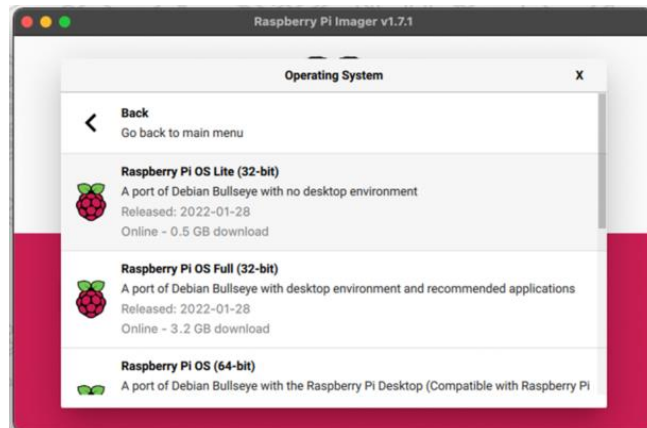 Raspberry Pi Imager v1.7.1
Operating System X
Back
Go back to main menu
Raspberry Pi OS Lite (32-bit)
A port of Debian Bullseye with no desktop environment
Released: 2022-01-28
Online - 0.5 GB download
Raspberry Pi OS Full (32-bit)
A port of Debian Bullseye with desktop environment and recommended applications
Released: 2022-01-28
Online - 3.2 GB download
Raspberry Pi OS (64-bit)
A port of Debian Bullseye with the Raspberry Pi Desktop (Compatible with Raspberry Pi